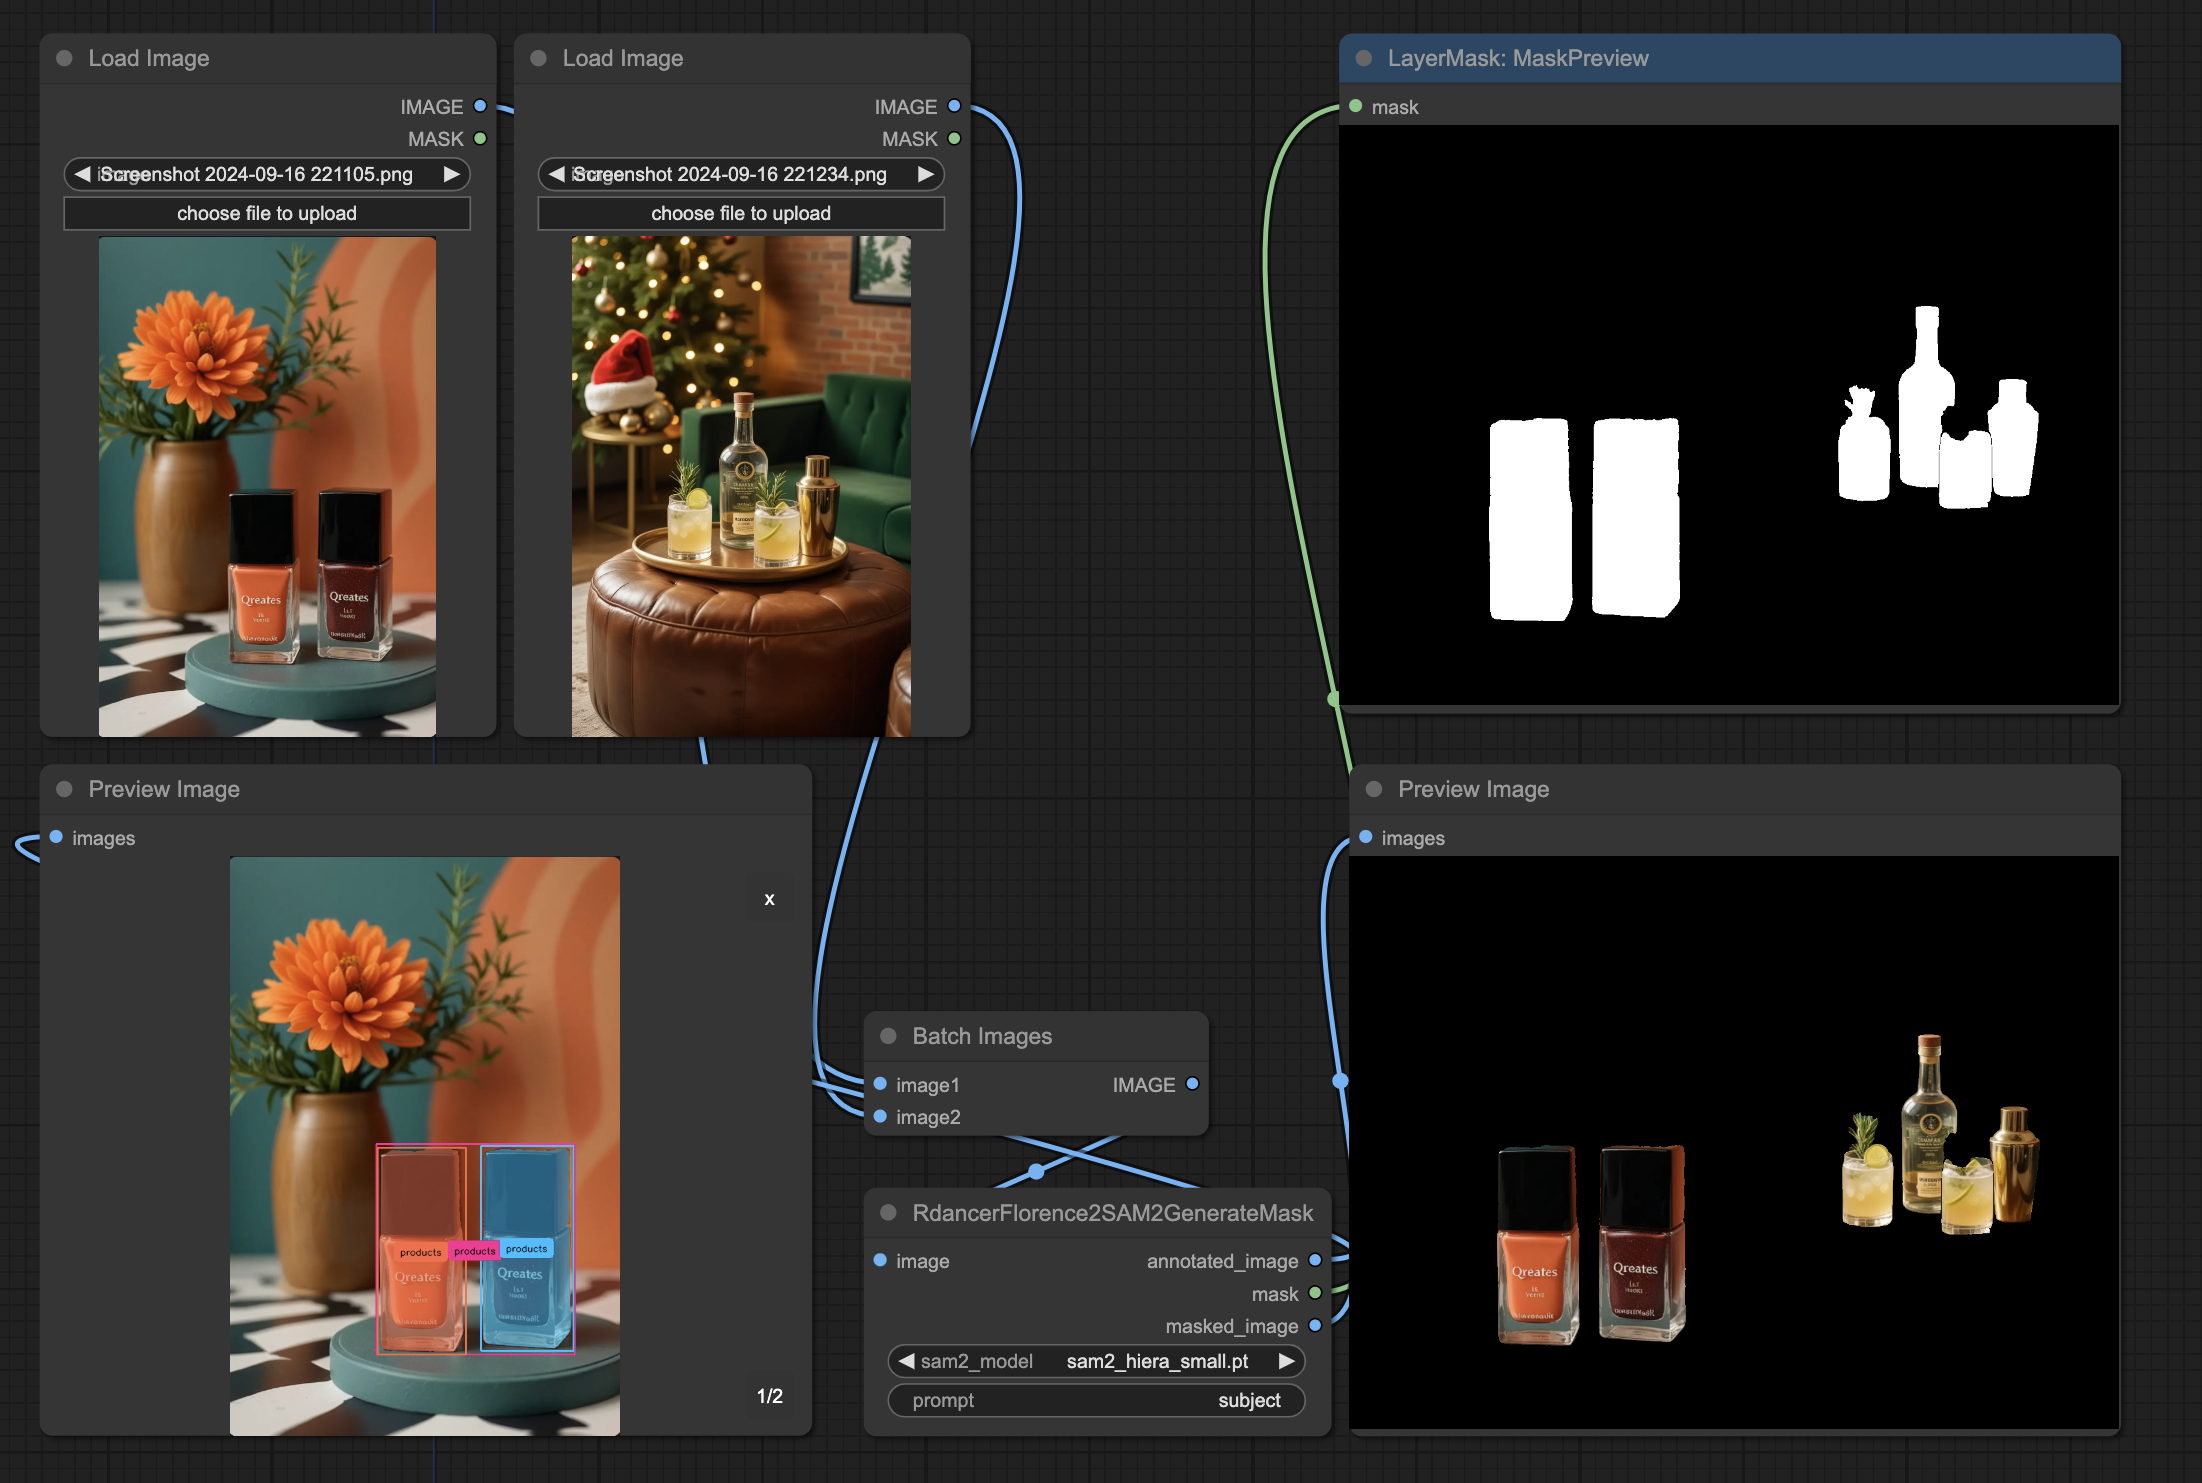 Load Image
IMAGE
MASK
Screenshot 2024-09-16 221105.png
choose file to upload
Qreates
Qreates
Load Image
IMAGE
MASK
Screenshot 2024-09-16 221234.png
choose file to upload
LayerMask: MaskPreview
mask
Preview Image
images
x
products
products
products
Qreates
Qreates
1/2
Batch Images
image1
IMAGE
image2
RdancerFlorence2SAM2GenerateMask
image
annotated_image
mask
masked_image
sam2_model sam2_hiera_small.pt
prompt subject
Preview Image
images
Qreates
Qreates